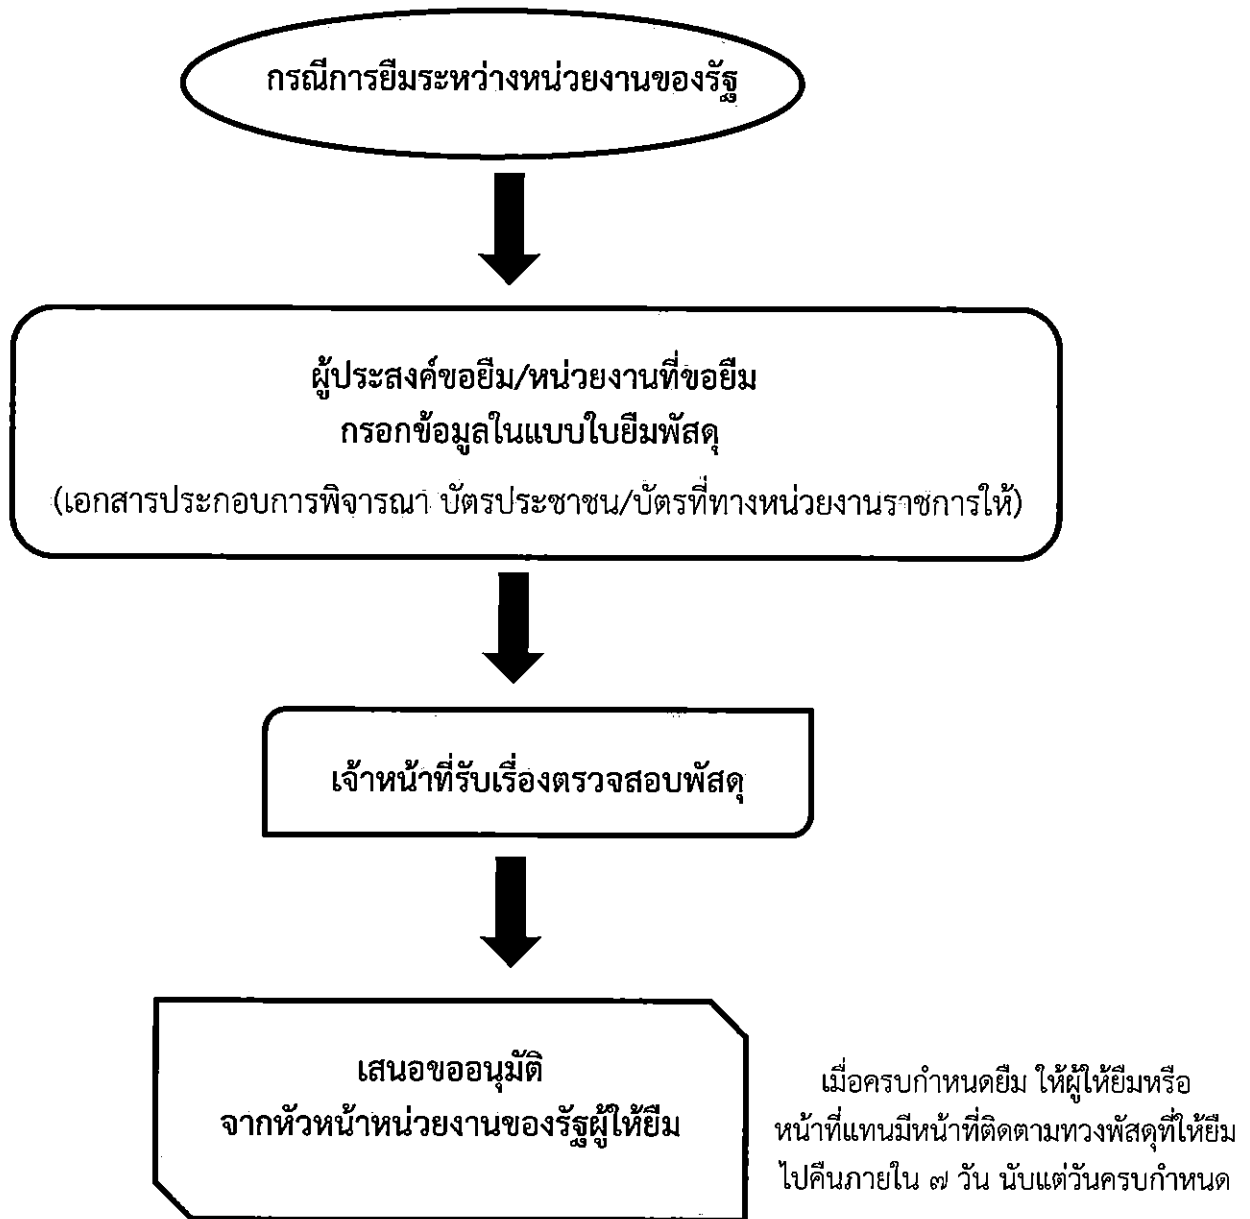 กรณีการยืมระหว่างหน่วยงานของรัฐ
ผู้ประสงค์ขอยืม/หน่วยงานที่ขอยืม
กรอกข้อมูลในแบบใบยืมพัสดุ
(เอกสารประกอบการพิจารณา บัตรประชาชน/บัตรที่ทางหน่วยงานราชการให้)
เจ้าหน้าที่รับเรื่องตรวจสอบพัสดุ
เสนอขออนุมัติ
จากหัวหน้าหน่วยงานของรัฐผู้ให้ยืม
เมื่อครบกำหนดยืม ให้ผู้ให้ยืมหรือ
หน้าที่แทนมีหน้าที่ติดตามทวงพัสดุที่ให้ยืม
ไปคืนภายใน ๗ วัน นับแต่วันครบกำหนด